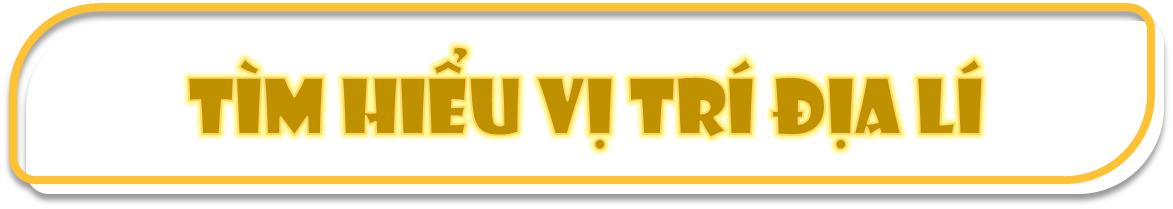 TÌM HIỂU VỊ TRÍ ĐỊA LÍ